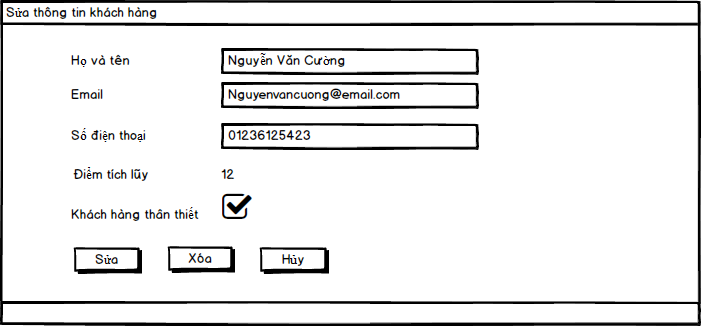 Sửa thông tin khách hàng
Họ và tên Nguyễn Văn Cường
Email Nguyenvancuong@email.com
Số điện thoại 01236125423
Điểm tích lũy 12
Khách hàng thân thiết
Sửa Xóa Hủy